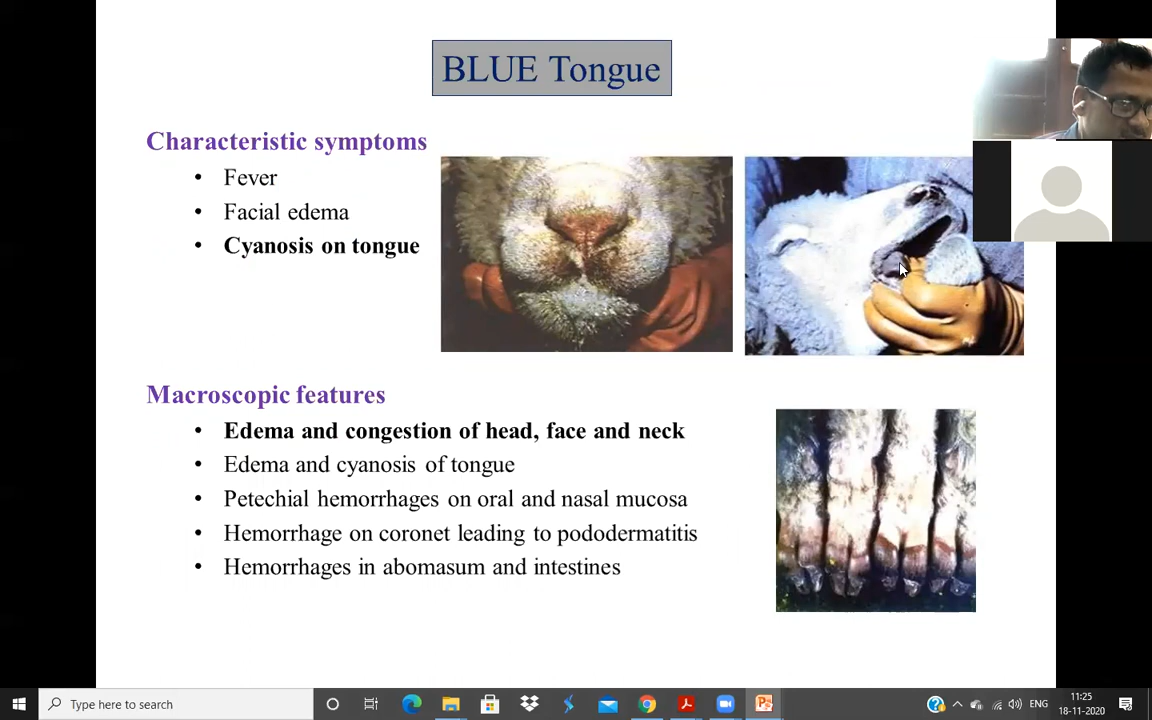 BLUE Tongue
Characteristic symptoms
• Fever
• Facial edema
• Cyanosis on tongue
Macroscopic features
• Edema and congestion of head, face and neck
• Edema and cyanosis of tongue
• Petechial hemorrhages on oral and nasal mucosa
• Hemorrhage on coronet leading to pododermatitis
• Hemorrhages in abomasum and intestines
Type here to search
ENG
11:25
18-11-2020